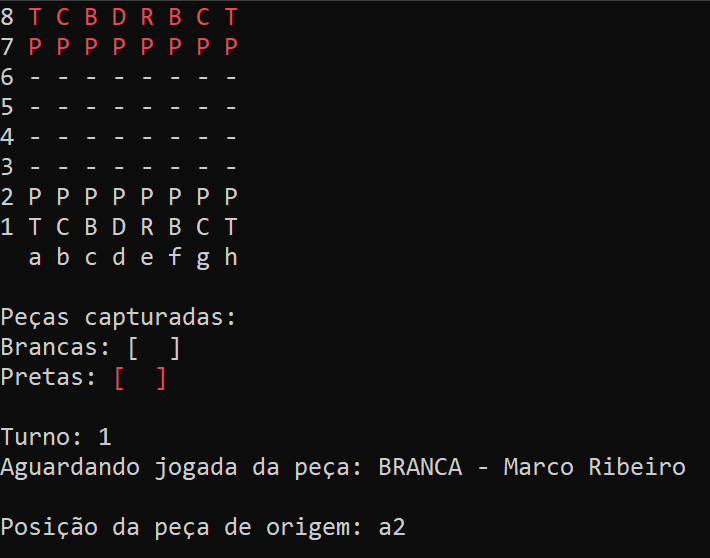 8 T C B D R B C T
7 P P P P P P P P
6 - - - - - - - -
5 - - - - - - - -
4 - - - - - - - -
3 - - - - - - - -
2 P P P P P P P P
1 T C B D R B C T
  a b c d e f g h
Peças capturadas:
Brancas: [  ]
Pretas: [  ]
Turno: 1
Aguardando jogada da peça: BRANCA - Marco Ribeiro
Posição da peça de origem: a2